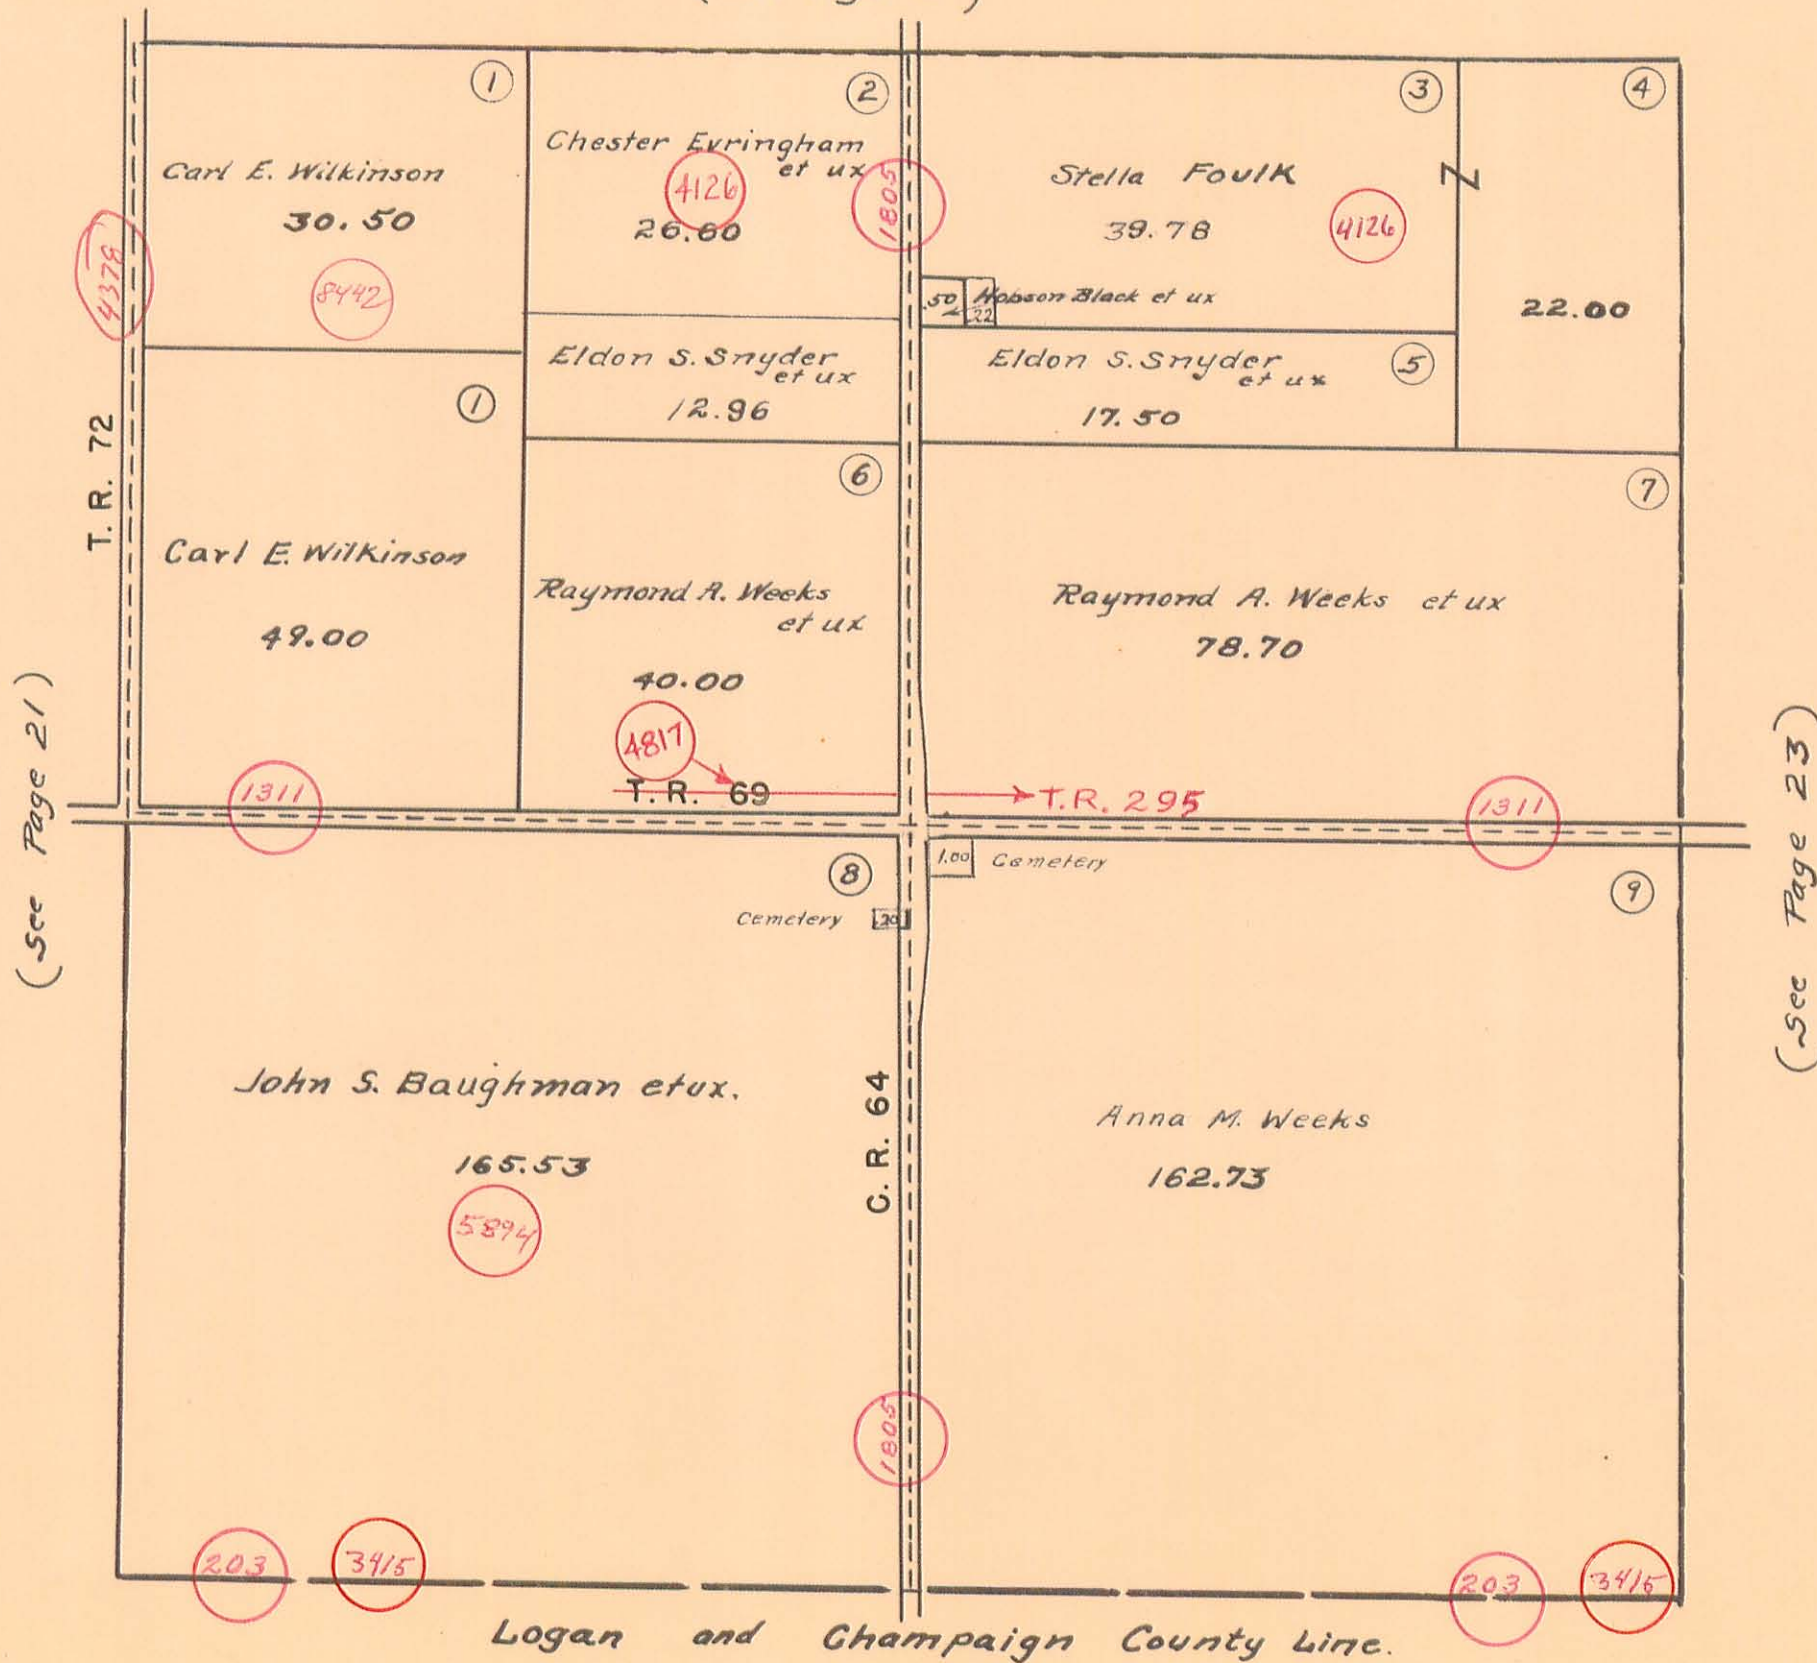 1
Carl E. Wilkinson
30.50
8442
4378
T. R. 72
2
Chester Evringham
et ux
4126
26.60
1805
3
Stella Foulk
39.78
4126
.50
.22
Hobson Black et ux
4
22.00
Eldon S. Snyder
et ux
12.96
Eldon S. Snyder
et ux
5
17.50
1
Carl E. Wilkinson
49.00
1311
6
Raymond A. Weeks
et ux
40.00
4817
T. R. 69
T.R. 295
7
Raymond A. Weeks et ux
78.70
1311
(See Page 21)
(See Page 23)
8
Cemetery .20
1.00 Cemetery
9
John S. Baughman et ux.
165.53
5894
C. R. 64
Anna M. Weeks
162.73
1805
203
3415
203
3415
Logan and Champaign County Line.